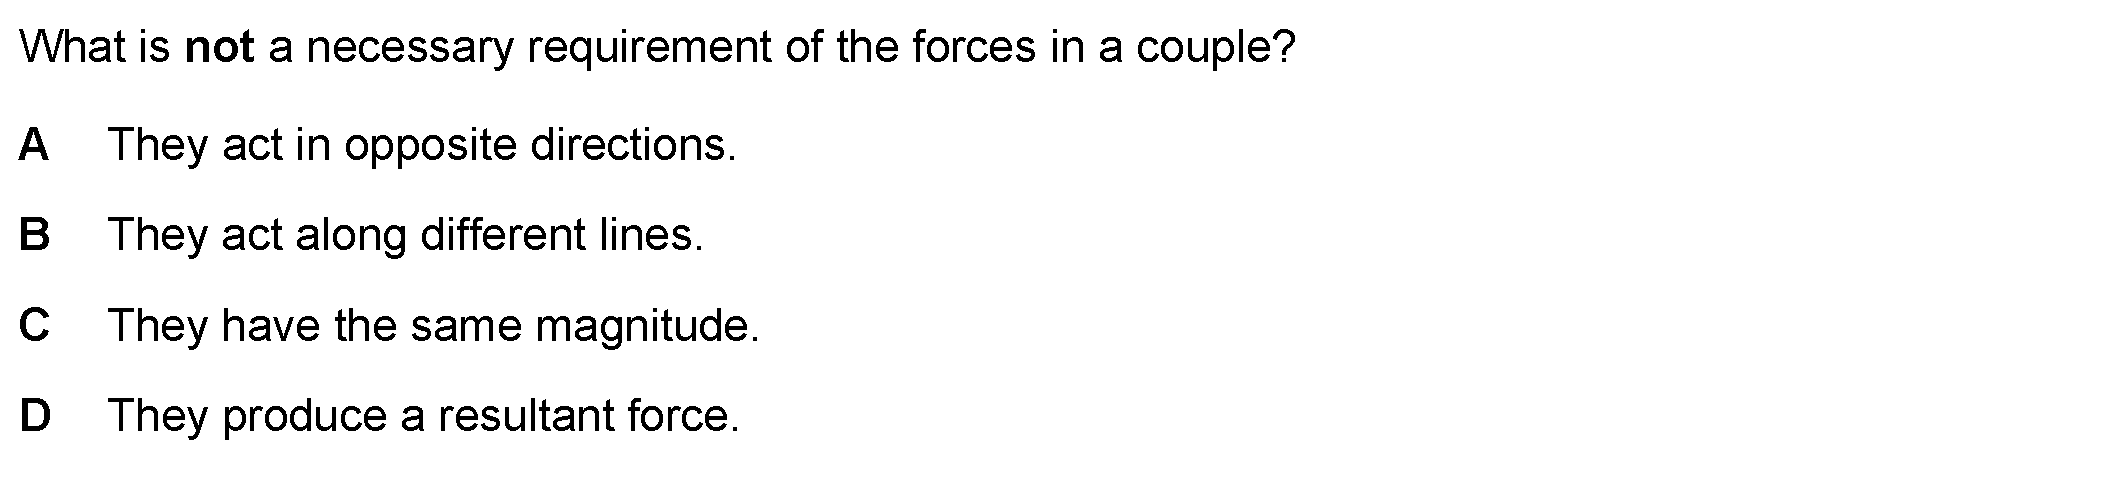 What is not a necessary requirement of the forces in a couple?
A They act in opposite directions.
B They act along different lines.
C They have the same magnitude.
D They produce a resultant force.